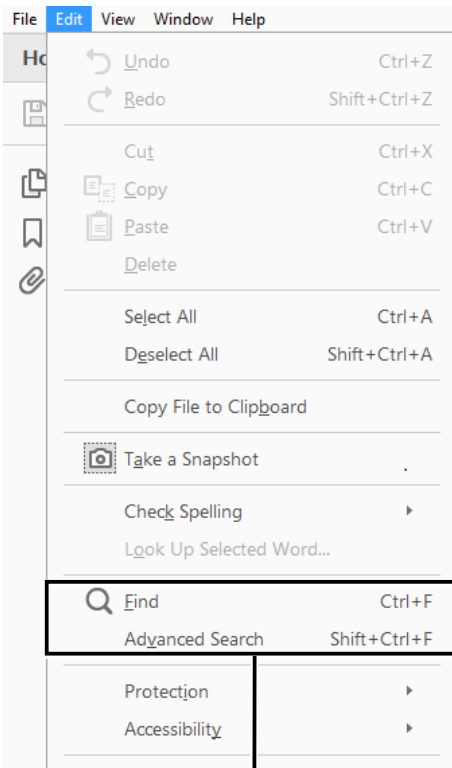 File Edit View Window Help
Ho
Undo Ctrl+Z
Redo Shift+Ctrl+Z
Cut Ctrl+X
Copy Ctrl+C
Paste Ctrl+V
Delete
Select All Ctrl+A
Deselect All Shift+Ctrl+A
Copy File to Clipboard
Take a Snapshot .
Check Spelling
Look Up Selected Word...
Find Ctrl+F
Advanced Search Shift+Ctrl+F
Protection
Accessibility